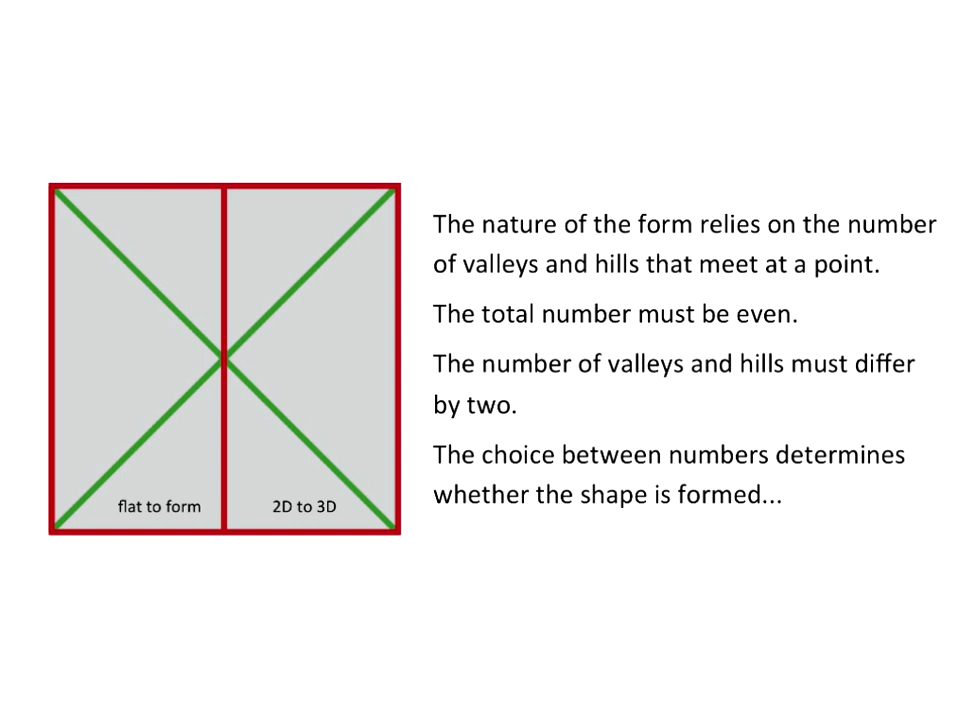 The nature of the form relies on the number
of valleys and hills that meet at a point.
The total number must be even.
The number of valleys and hills must differ
by two.
The choice between numbers determines
whether the shape is formed...
flat to form
2D to 3D